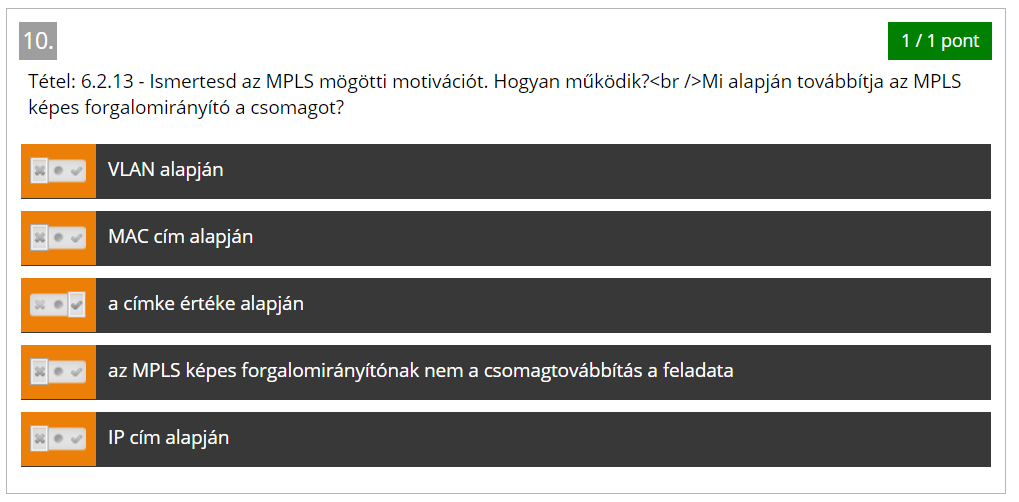 10.
1 / 1 pont
Tétel: 6.2.13 - Ismertesd az MPLS mögötti motivációt. Hogyan működik?<br />Mi alapján továbbítja az MPLS
képes forgalomirányító a csomagot?
VLAN alapján
MAC cím alapján
a címke értéke alapján
az MPLS képes forgalomirányítónak nem a csomagtovábbítás a feladata
IP cím alapján